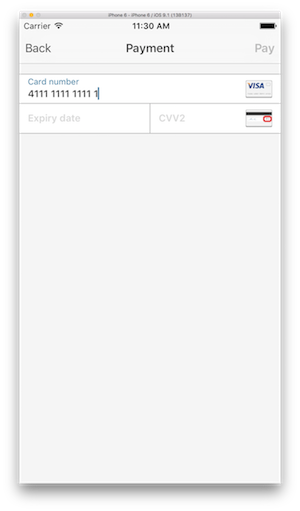 iPhone 6 - iPhone 6 / iOS 9.1 (13B137)
Carrier 11:30 AM
Back Payment Pay
Card number
4111 1111 1111 1
VISA
Expiry date CVV2